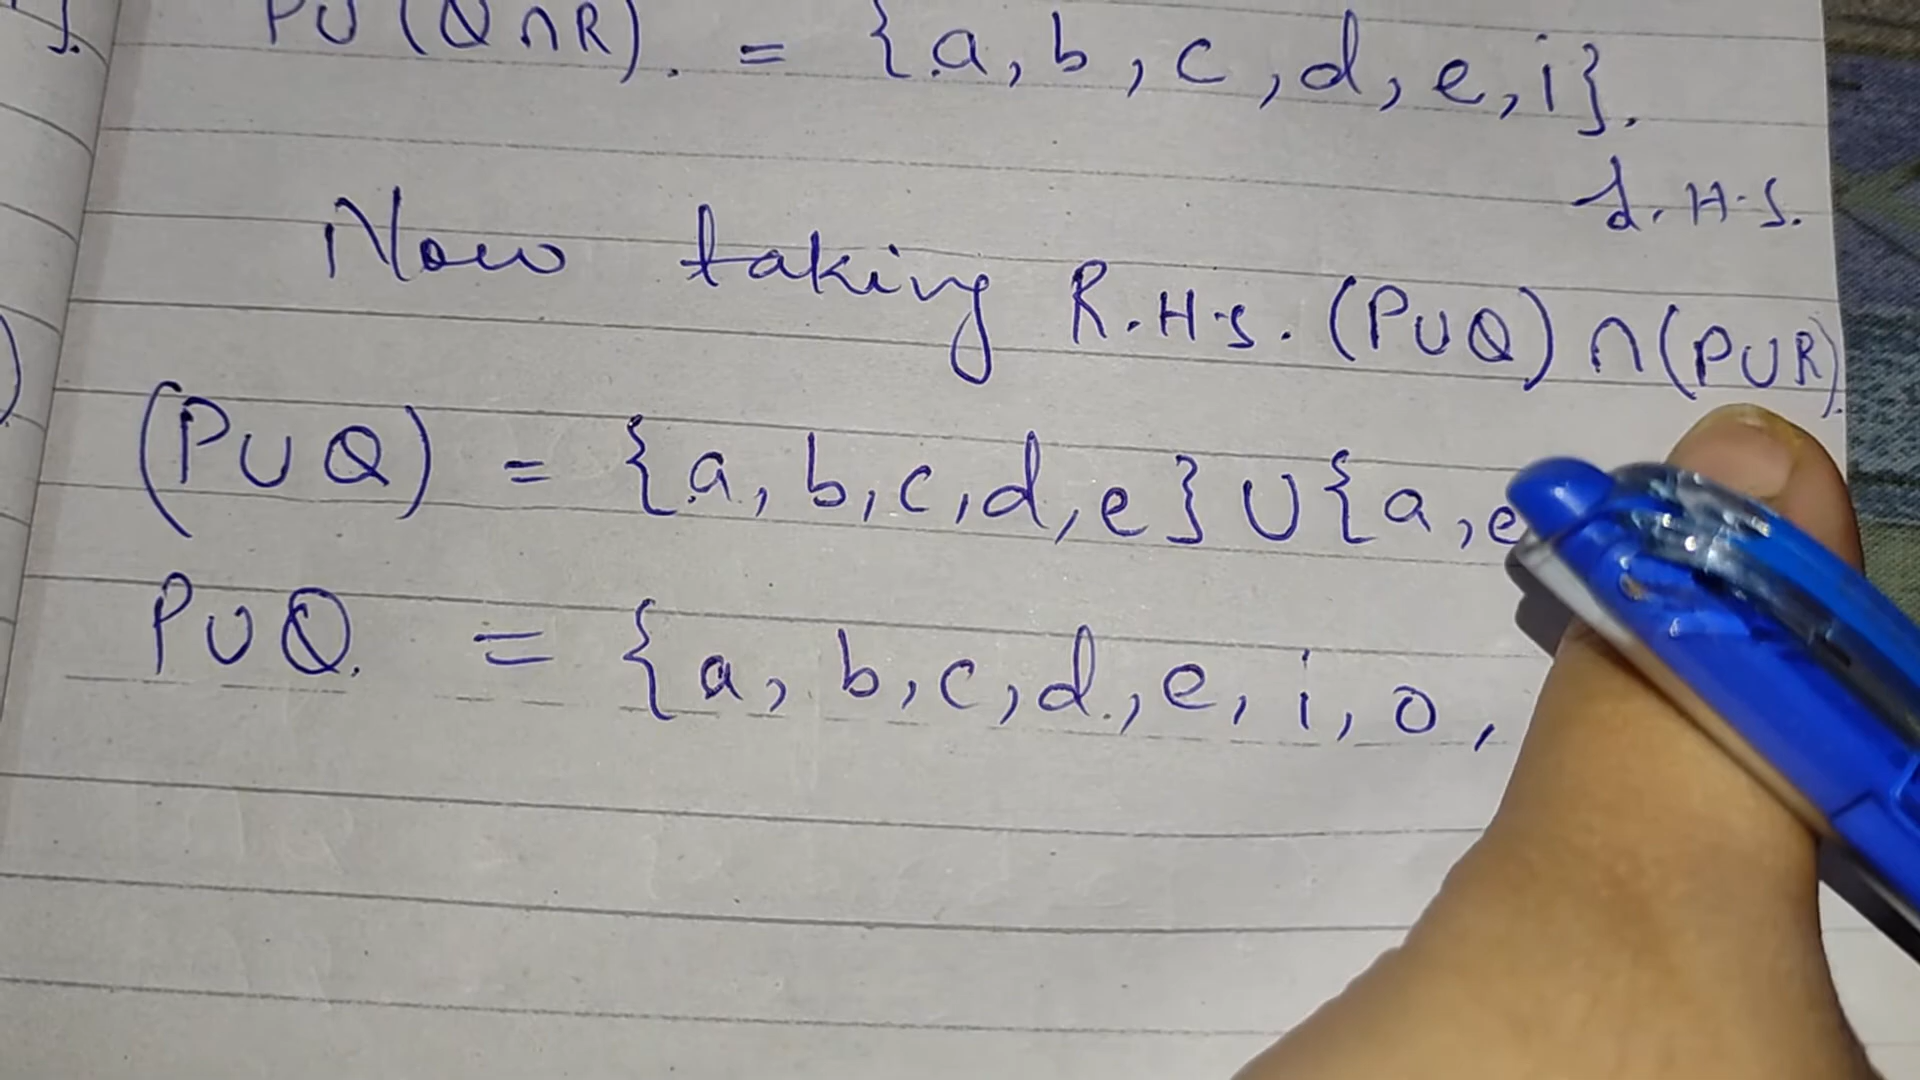 PU(Q∩R). = {a, b, c, d, e, i}.
L.H.S.
Now taking R.H.S. (PUQ) ∩ (PUR).
(PUQ) = {a, b, c, d, e} U {a, e
PUQ. = {a, b, c, d, e, i, o,